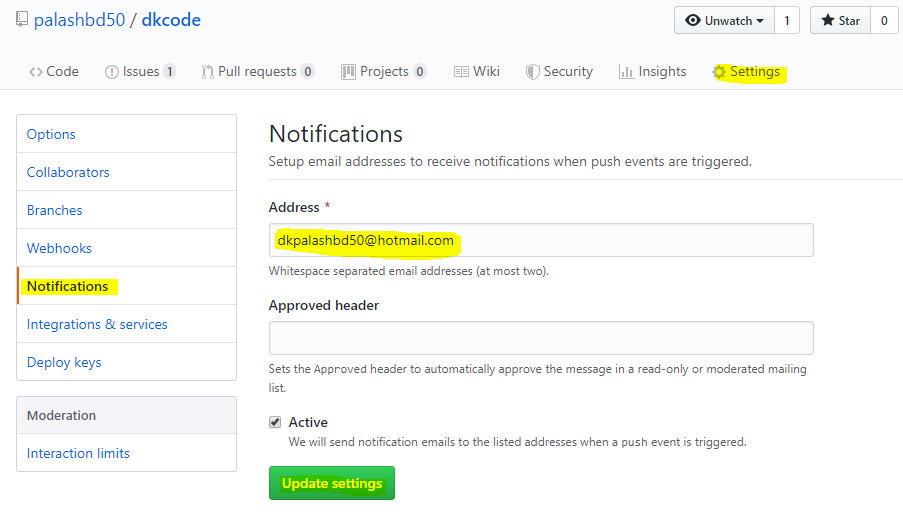 palashbd50 / dkcode
Unwatch 1 Star 0
Code Issues 1 Pull requests 0 Projects 0 Wiki Security Insights Settings
Options
Collaborators
Branches
Webhooks
Notifications
Integrations & services
Deploy keys
Moderation
Interaction limits
Notifications
Setup email addresses to receive notifications when push events are triggered.
Address *
dkpalashbd50@hotmail.com
Whitespace separated email addresses (at most two).
Approved header
Sets the Approved header to automatically approve the message in a read-only or moderated mailing
list.
Active
We will send notification emails to the listed addresses when a push event is triggered.
Update settings